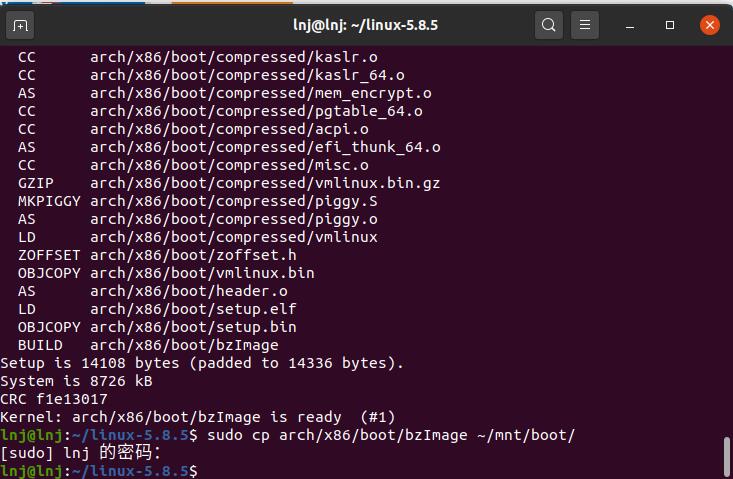 lnj@lnj: ~/linux-5.8.5
CC arch/x86/boot/compressed/kaslr.o
CC arch/x86/boot/compressed/kaslr_64.o
AS arch/x86/boot/compressed/mem_encrypt.o
CC arch/x86/boot/compressed/pgtable_64.o
CC arch/x86/boot/compressed/acpi.o
AS arch/x86/boot/compressed/efi_thunk_64.o
CC arch/x86/boot/compressed/misc.o
GZIP arch/x86/boot/compressed/vmlinux.bin.gz
MKPIGGY arch/x86/boot/compressed/piggy.S
AS arch/x86/boot/compressed/piggy.o
LD arch/x86/boot/compressed/vmlinux
ZOFFSET arch/x86/boot/zoffset.h
OBJCOPY arch/x86/boot/vmlinux.bin
AS arch/x86/boot/header.o
LD arch/x86/boot/setup.elf
OBJCOPY arch/x86/boot/setup.bin
BUILD arch/x86/boot/bzImage
Setup is 14108 bytes (padded to 14336 bytes).
System is 8726 kB
CRC f1e13017
Kernel: arch/x86/boot/bzImage is ready  (#1)
lnj@lnj:~/linux-5.8.5$ sudo cp arch/x86/boot/bzImage ~/mnt/boot/
[sudo] lnj 的密码：
lnj@lnj:~/linux-5.8.5$